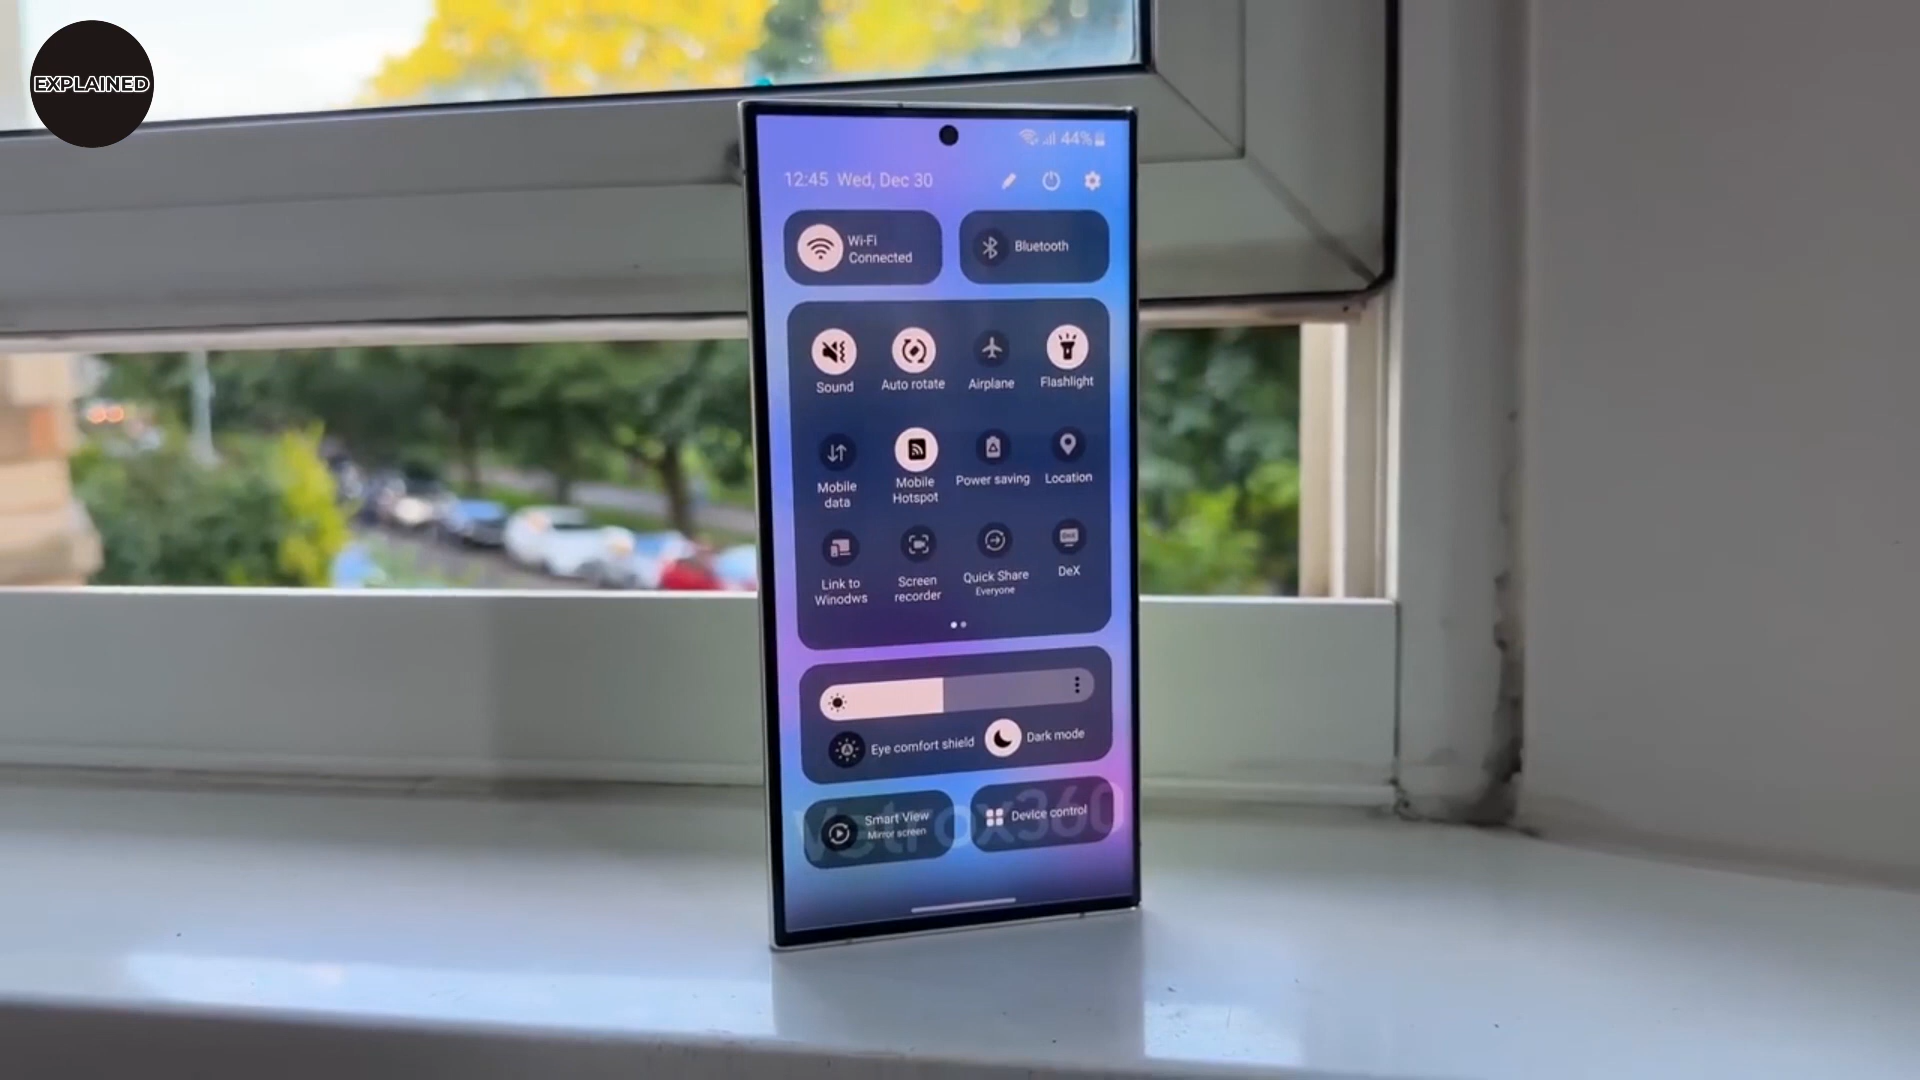 EXPLAINED
44%
12:45 Wed, Dec 30
Wi-Fi
Connected
Bluetooth
Sound
Auto rotate
Airplane
Flashlight
Mobile
data
Mobile
Hotspot
Power saving
Location
Link to
Winodws
Screen
recorder
Quick Share
Everyone
DeX
Eye comfort shield
Dark mode
Smart View
Mirror screen
Device control
Vetrox360